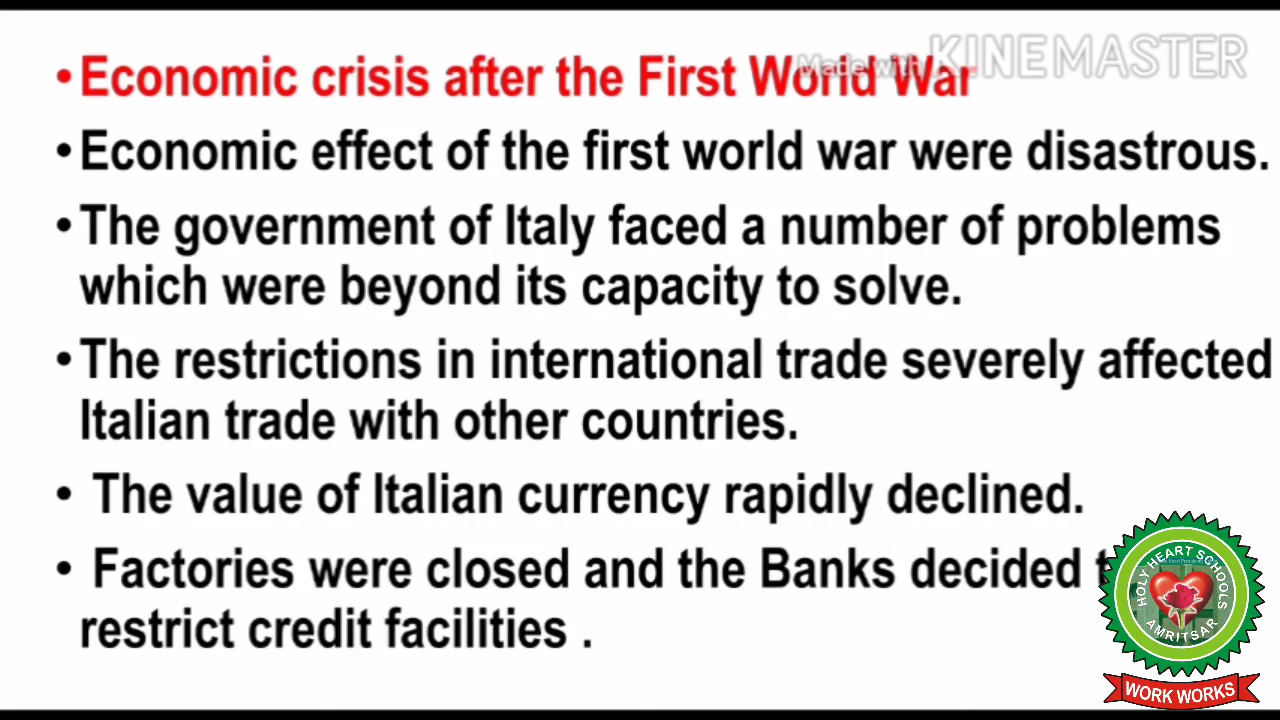 • Economic crisis after the First World War
Made with KINEMASTER
• Economic effect of the first world war were disastrous.
• The government of Italy faced a number of problems
which were beyond its capacity to solve.
• The restrictions in international trade severely affected
Italian trade with other countries.
• The value of Italian currency rapidly declined.
• Factories were closed and the Banks decided
restrict credit facilities .
HOLY HEART SCHOOLS
AMRITSAR
WORK WORKS